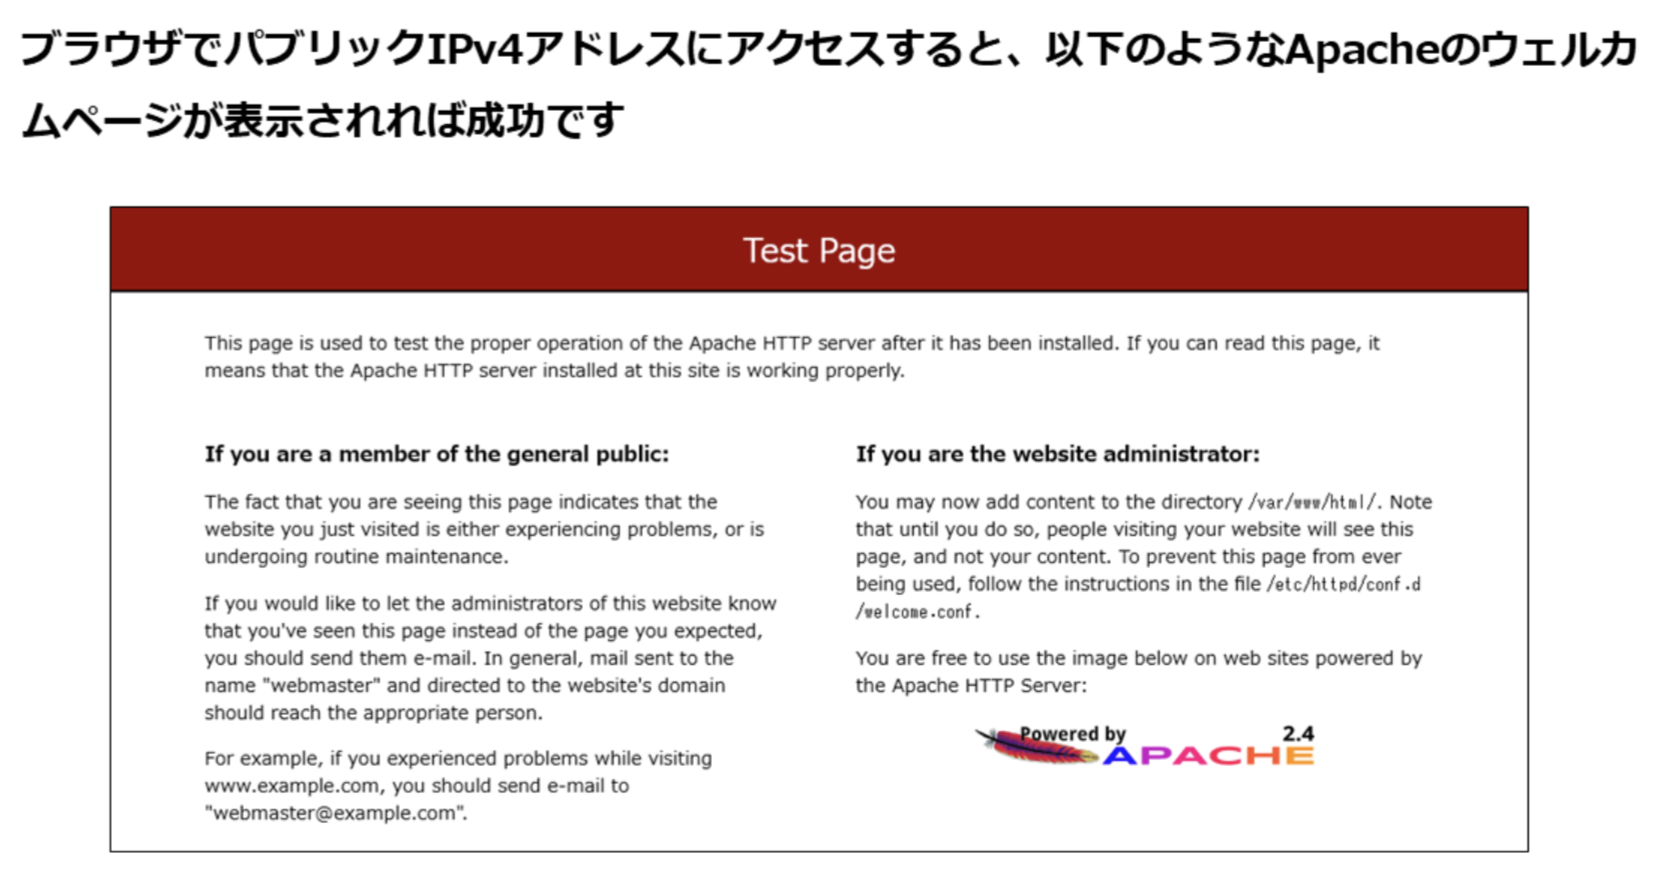 ブラウザでパブリックIPv4アドレスにアクセスすると、以下のようなApacheのウェルカ
ムページが表示されれば成功です
Test Page
This page is used to test the proper operation of the Apache HTTP server after it has been installed. If you can read this page, it
means that the Apache HTTP server installed at this site is working properly.
If you are a member of the general public:
The fact that you are seeing this page indicates that the
website you just visited is either experiencing problems, or is
undergoing routine maintenance.
If you would like to let the administrators of this website know
that you've seen this page instead of the page you expected,
you should send them e-mail. In general, mail sent to the
name "webmaster" and directed to the website's domain
should reach the appropriate person.
For example, if you experienced problems while visiting
www.example.com, you should send e-mail to
"webmaster@example.com".
If you are the website administrator:
You may now add content to the directory /var/www/html/. Note
that until you do so, people visiting your website will see this
page, and not your content. To prevent this page from ever
being used, follow the instructions in the file /etc/httpd/conf.d
/welcome.conf.
You are free to use the image below on web sites powered by
the Apache HTTP Server:
Powered by 2.4
APACHE